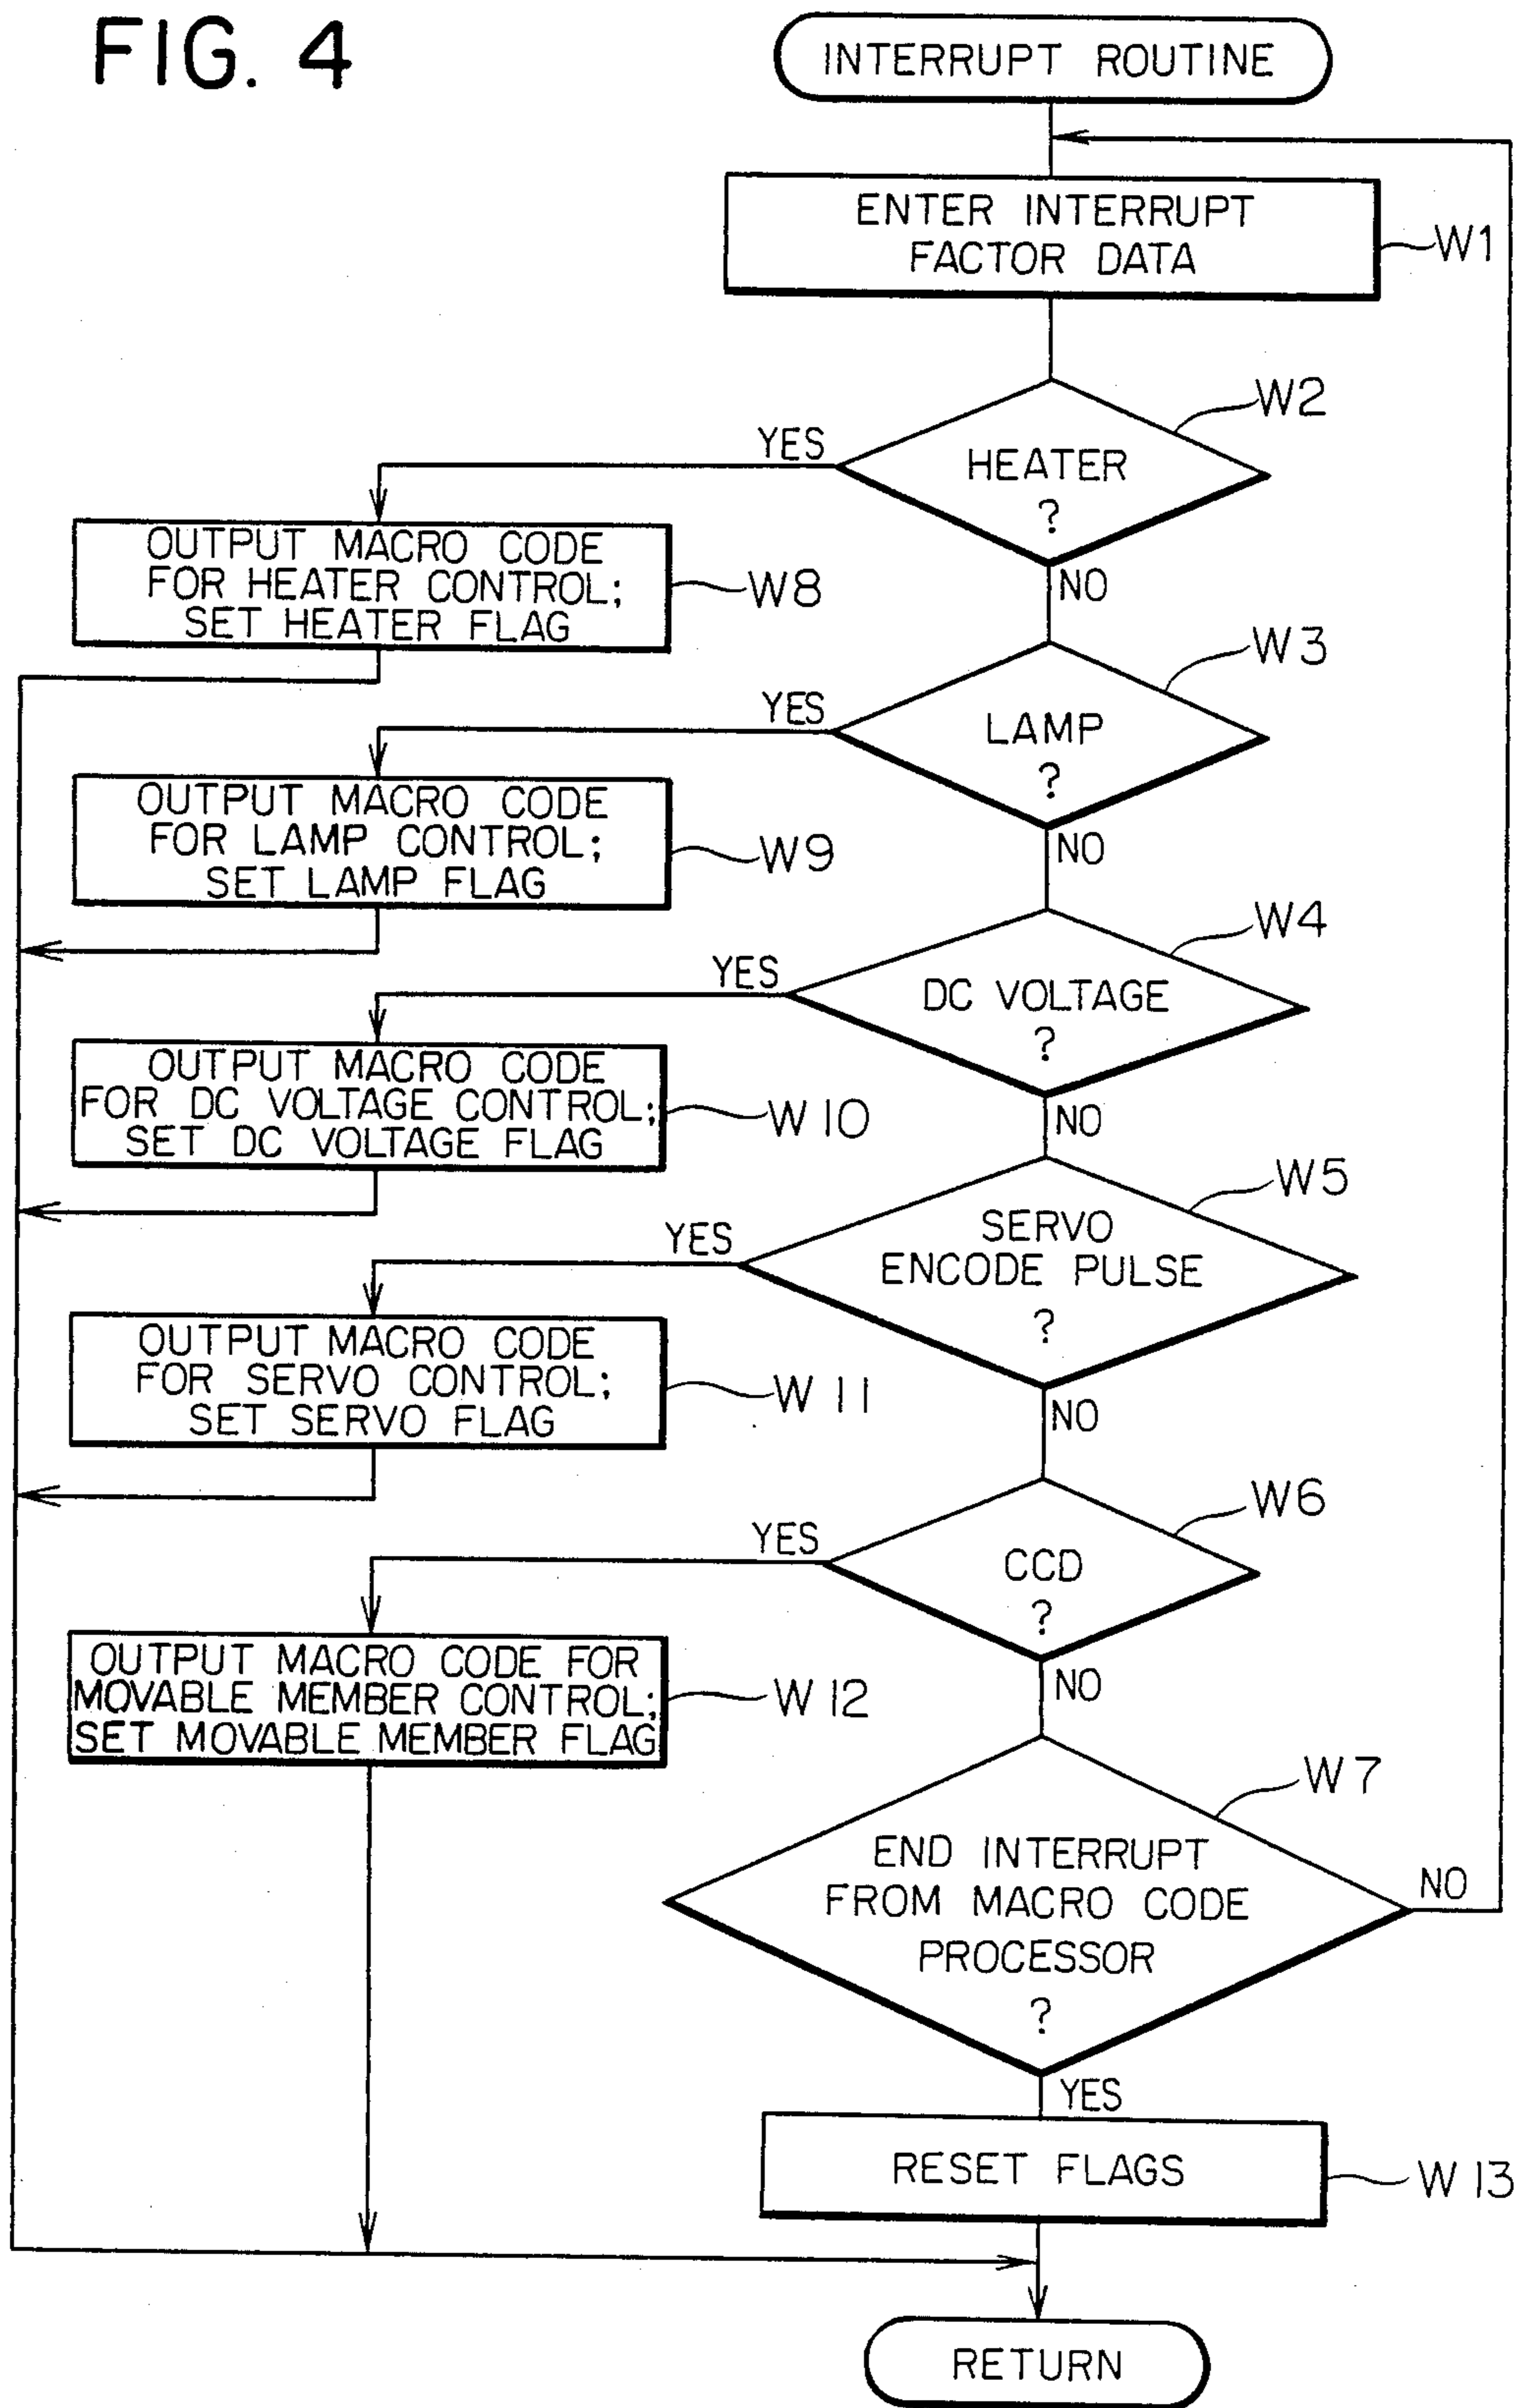 FIG. 4
INTERRUPT ROUTINE
ENTER INTERRUPT
FACTOR DATA
W1
W2
YES
HEATER
?
NO
OUTPUT MACRO CODE
FOR HEATER CONTROL;
SET HEATER FLAG
W8
W3
YES
LAMP
?
NO
OUTPUT MACRO CODE
FOR LAMP CONTROL;
SET LAMP FLAG
W9
W4
YES
DC VOLTAGE
?
NO
OUTPUT MACRO CODE
FOR DC VOLTAGE CONTROL;
SET DC VOLTAGE FLAG
W10
W5
YES
SERVO
ENCODE PULSE
?
NO
OUTPUT MACRO CODE
FOR SERVO CONTROL;
SET SERVO FLAG
W11
W6
YES
CCD
?
NO
OUTPUT MACRO CODE FOR
MOVABLE MEMBER CONTROL;
SET MOVABLE MEMBER FLAG
W12
W7
END INTERRUPT
FROM MACRO CODE
PROCESSOR
?
NO
YES
RESET FLAGS
W13
RETURN